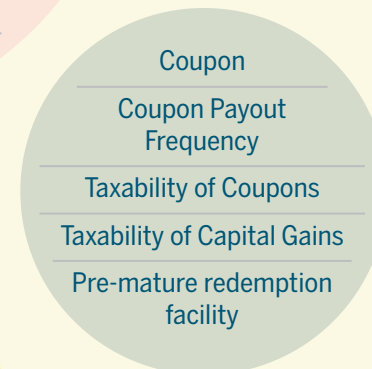 Coupon
Coupon Payout
Frequency
Taxability of Coupons
Taxability of Capital Gains
Pre-mature redemption
facility